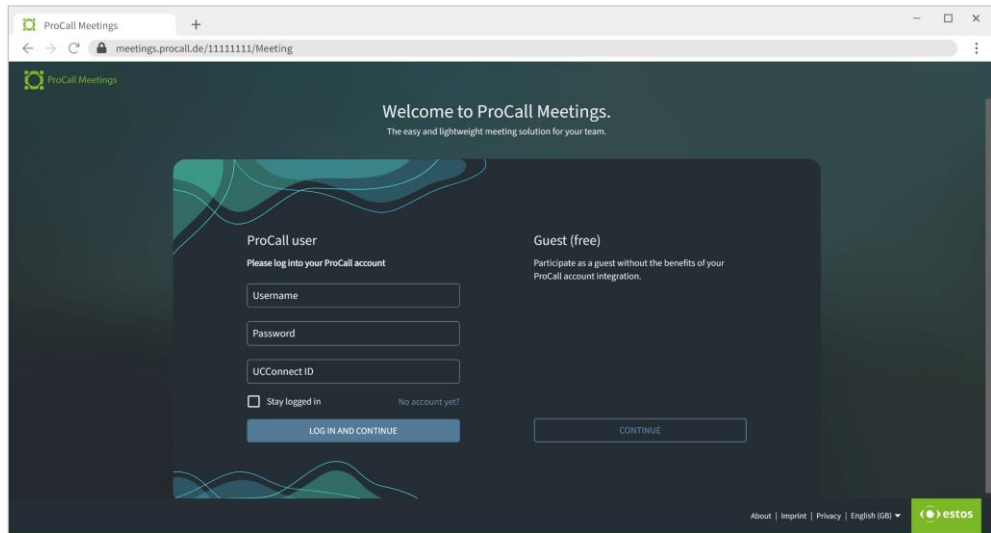 ProCall Meetings
meetings.procall.de/11111111/Meeting
ProCall Meetings
Welcome to ProCall Meetings.
The easy and lightweight meeting solution for your team.
ProCall user
Please log into your ProCall account
Username
Password
UCConnect ID
Stay logged in
No account yet?
LOG IN AND CONTINUE
Guest (free)
Participate as a guest without the benefits of your
ProCall account integration.
CONTINUE
About | Imprint | Privacy | English (GB)
estos